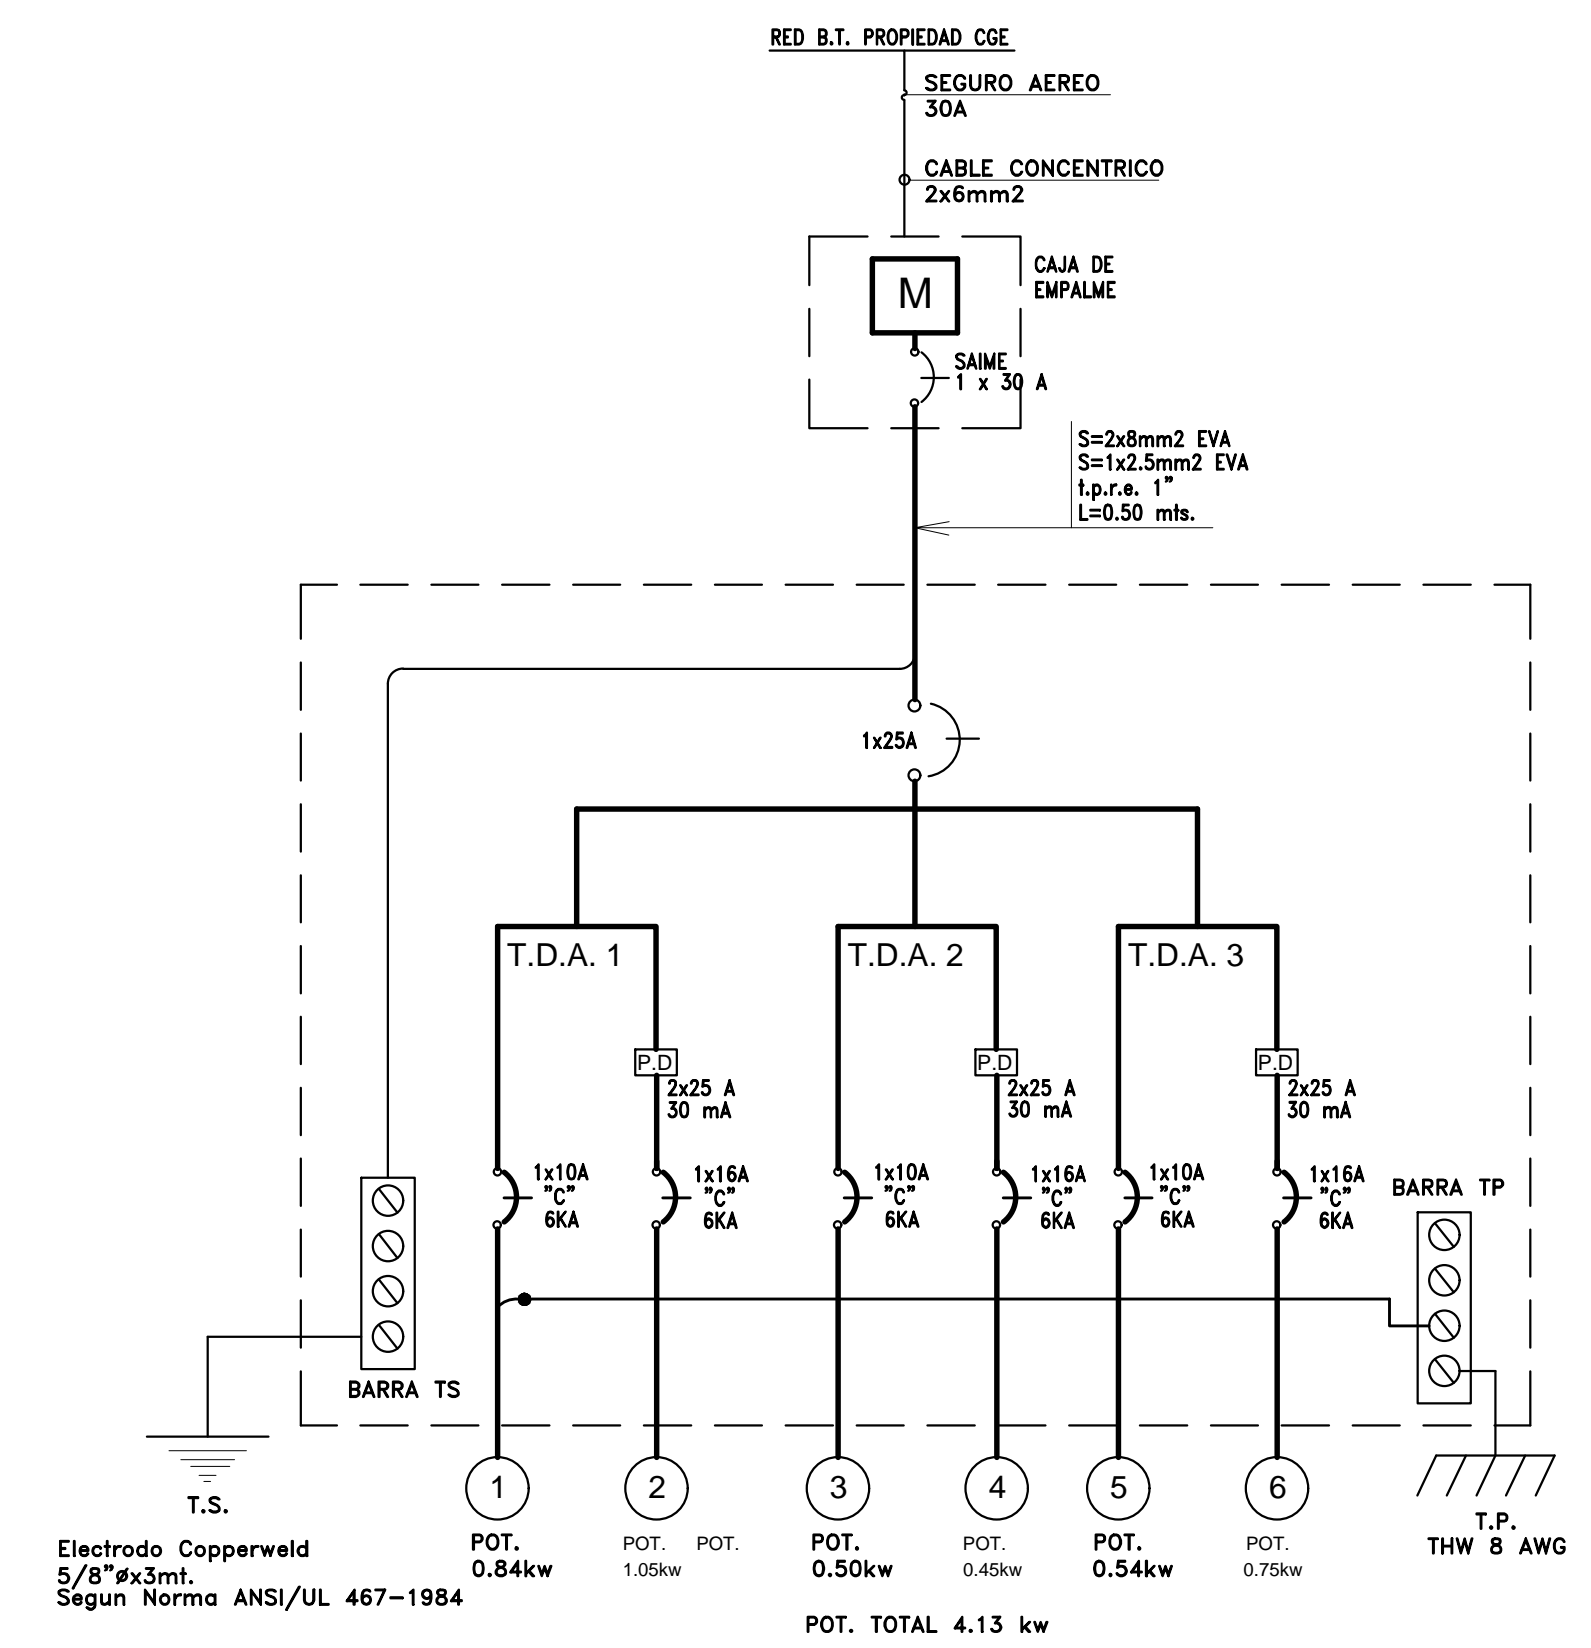 RED B.T. PROPIEDAD CGE
SEGURO AEREO
30A
CABLE CONCENTRICO
2x6mm2
CAJA DE
EMPALME
M
SAIME
1 x 30 A
S=2x8mm2 EVA
S=1x2.5mm2 EVA
t.p.r.e. 1"
L=0.50 mts.
1x25A
T.D.A. 1
T.D.A. 2
T.D.A. 3
P.D
2x25 A
30 mA
P.D
2x25 A
30 mA
P.D
2x25 A
30 mA
1x10A
"C"
6KA
1x16A
"C"
6KA
1x10A
"C"
6KA
1x16A
"C"
6KA
1x10A
"C"
6KA
1x16A
"C"
6KA
BARRA TP
BARRA TS
T.S.
Electrodo Copperweld
5/8"øx3mt.
Segun Norma ANSI/UL 467-1984
1
POT.
0.84kw
2
POT. POT.
1.05kw
3
POT.
0.50kw
4
POT.
0.45kw
5
POT.
0.54kw
6
POT.
0.75kw
T.P.
THW 8 AWG
POT. TOTAL 4.13 kw